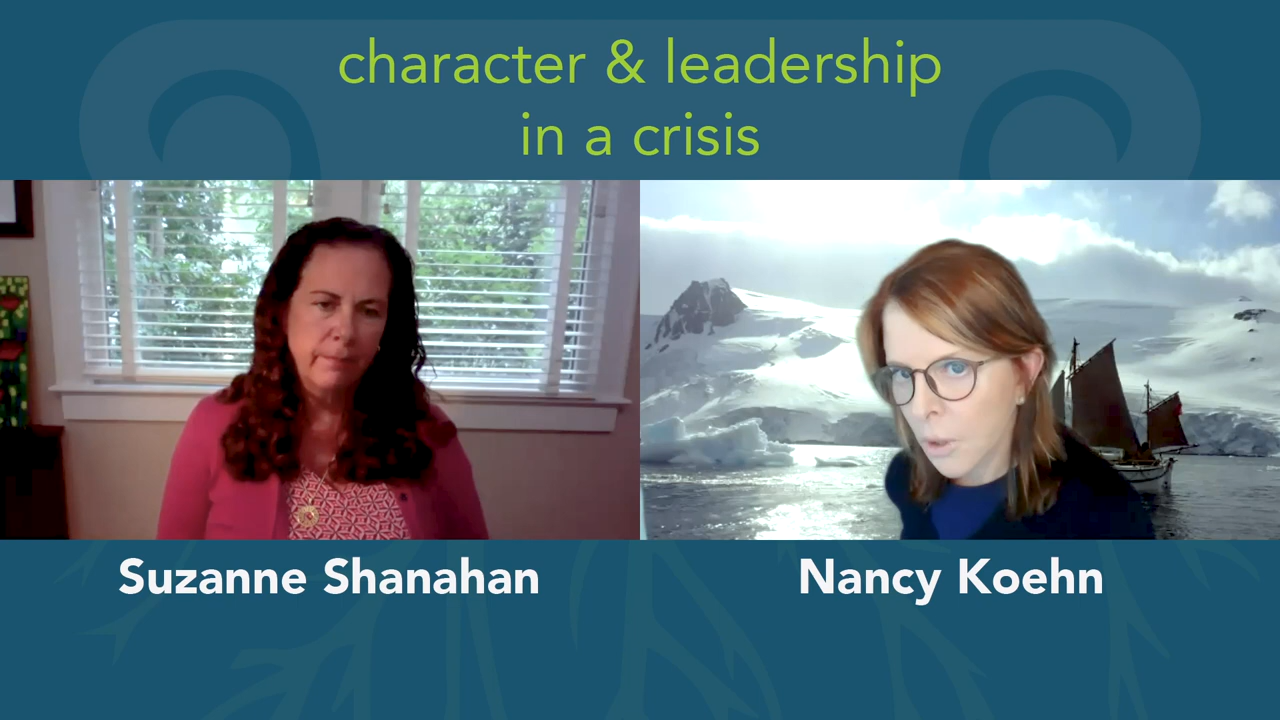 character & leadership
in a crisis
Suzanne Shanahan
Nancy Koehn